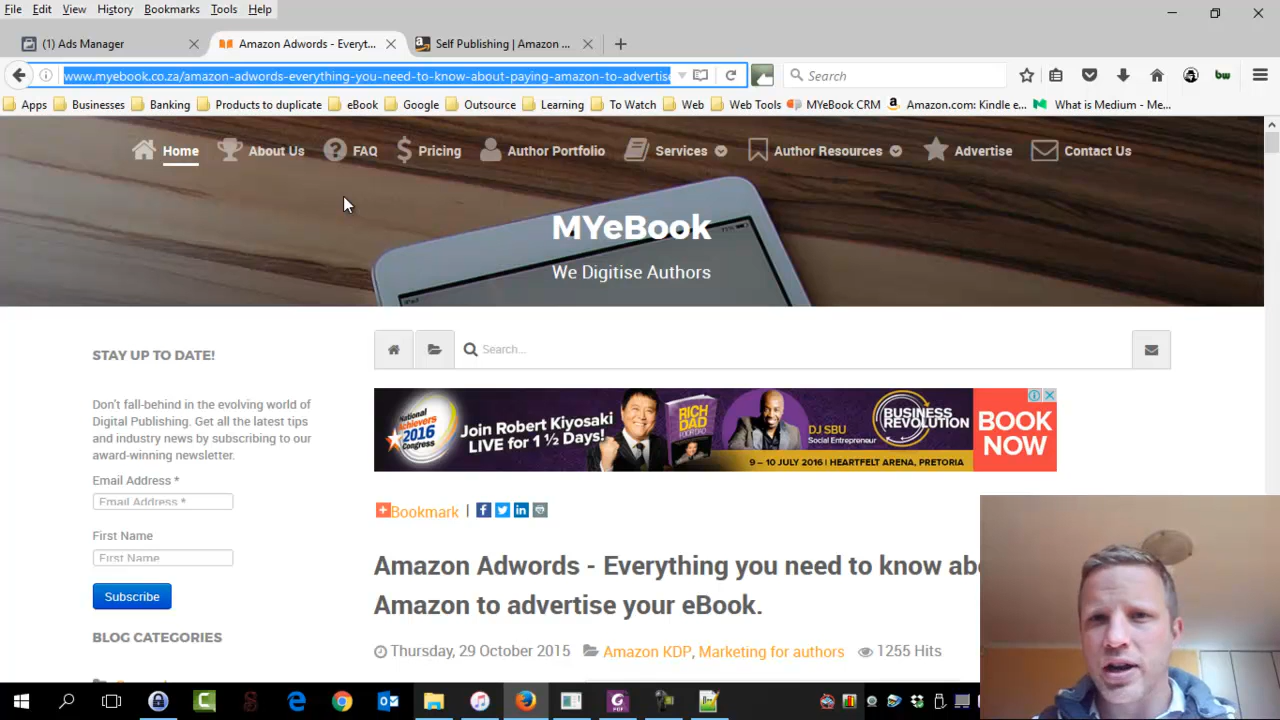 File Edit View History Bookmarks Tools Help
(1) Ads Manager
Amazon Adwords - Everyt...
Self Publishing | Amazon ...
www.myebook.co.za/amazon-adwords-everything-you-need-to-know-about-paying-amazon-to-advertise
Search
bw
Apps Businesses Banking Products to duplicate eBook Google Outsource Learning To Watch Web Web Tools MYeBook CRM Amazon.com: Kindle e... What is Medium - Me...
Home About Us FAQ Pricing Author Portfolio Services Author Resources Advertise Contact Us
MYeBook
We Digitise Authors
STAY UP TO DATE!
Don't fall-behind in the evolving world of
Digital Publishing. Get all the latest tips
and industry news by subscribing to our
award-winning newsletter.
Email Address *
Email Address *
First Name
First Name
Subscribe
BLOG CATEGORIES
Search...
National
Achievers
2016
Congress
Join Robert Kiyosaki
LIVE for 1 ½ Days!
RICH
DAD
DJ SBU
Social Entrepreneur
BUSINESS
REVOLUTION
9 – 10 JULY 2016 | HEARTFELT ARENA, PRETORIA
BOOK
NOW
Bookmark |
Amazon Adwords - Everything you need to know abo
Amazon to advertise your eBook.
Thursday, 29 October 2015 Amazon KDP, Marketing for authors 1255 Hits